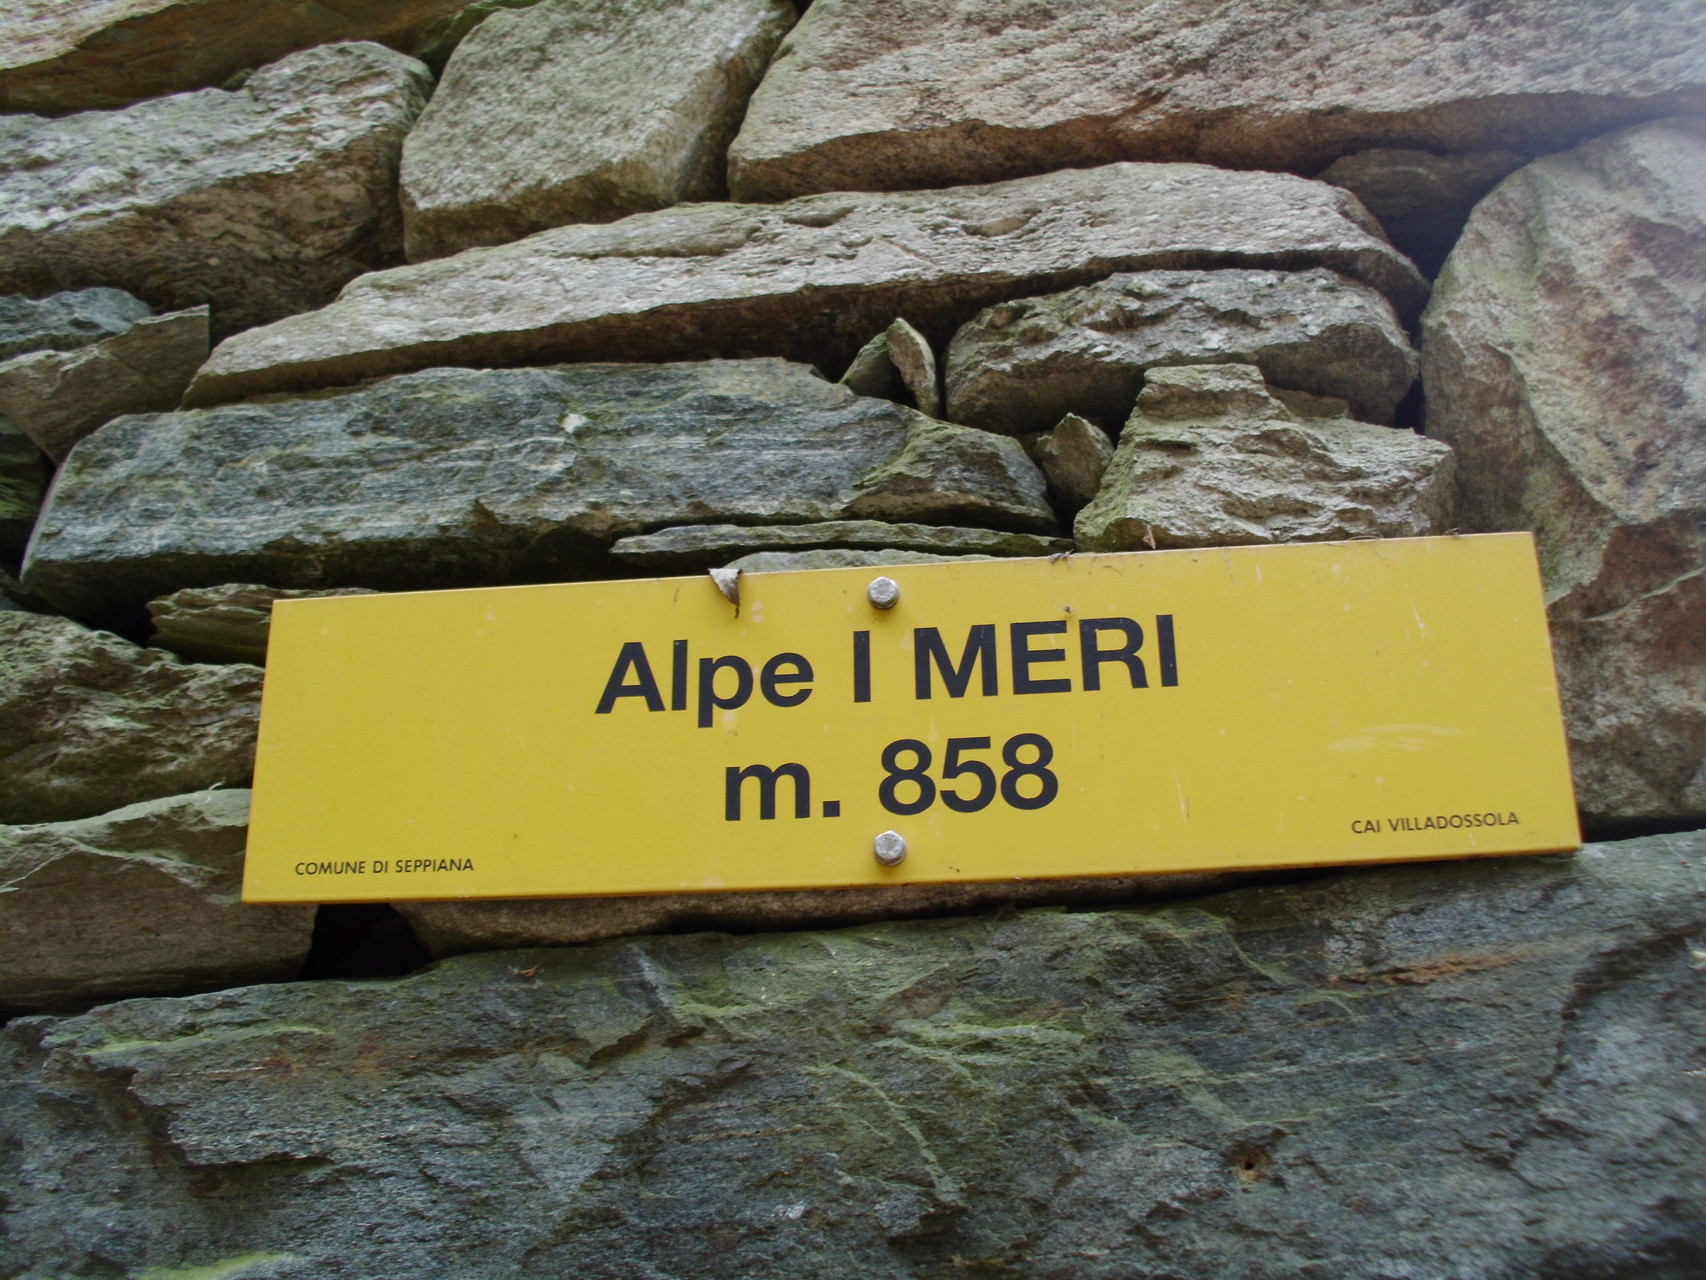 Alpe I MERI
m. 858
COMUNE DI SEPPIANA
CAI VILLADOSSOLA